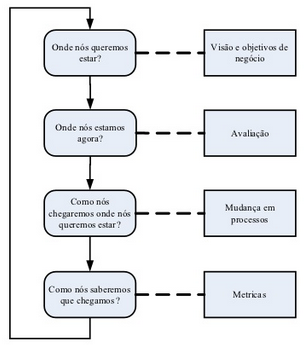 Onde nós queremos
estar?
Visão e objetivos de
negócio
Onde nós estamos
agora?
Avaliação
Como nós
chegaremos onde nós
queremos estar?
Mudança em
processos
Como nós saberemos
que chegamos ?
Metricas